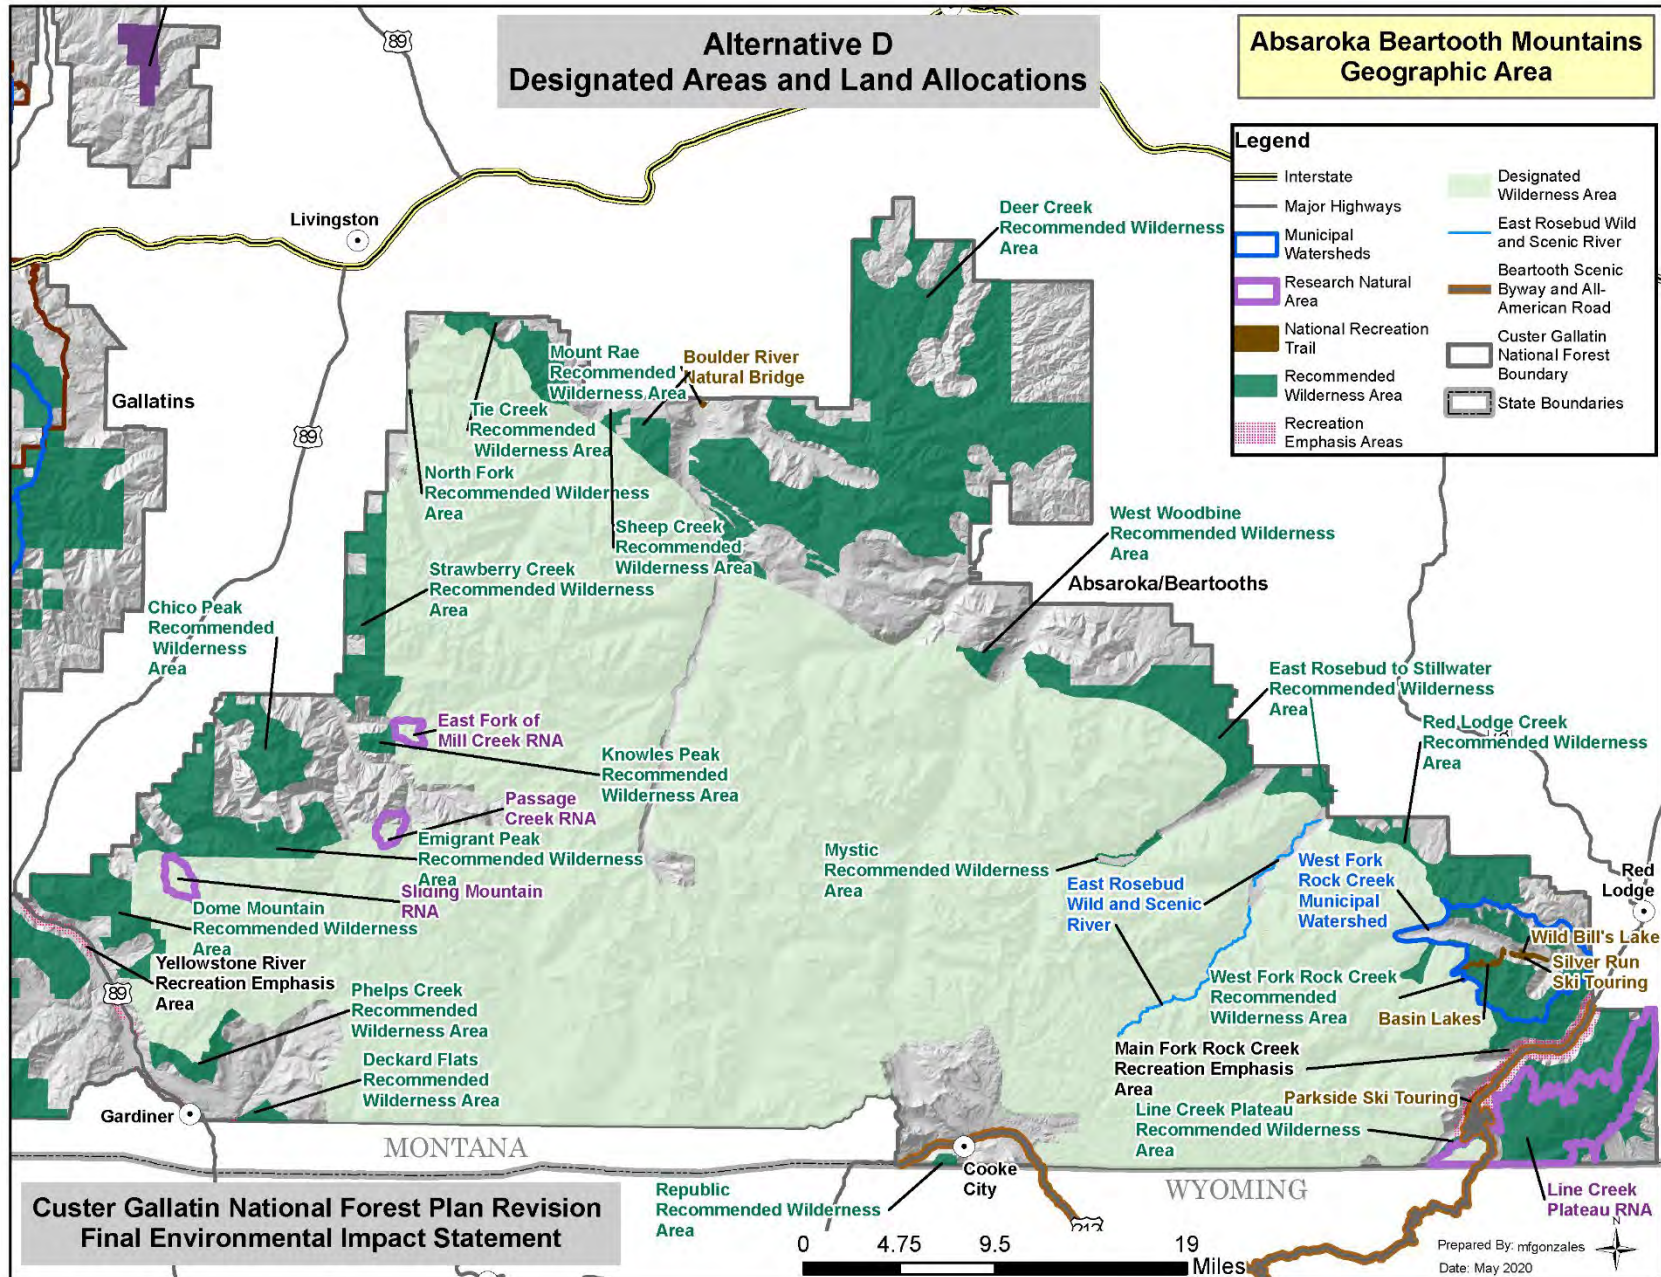 Alternative D
Designated Areas and Land Allocations
Absaroka Beartooth Mountains
Geographic Area
Legend
Interstate
Major Highways
Municipal
Watersheds
Research Natural
Area
National Recreation
Trail
Recommended
Wilderness Area
Recreation
Emphasis Areas
Designated
Wilderness Area
East Rosebud Wild
and Scenic River
Beartooth Scenic
Byway and All-
American Road
Custer Gallatin
National Forest
Boundary
State Boundaries
89
Livingston
Deer Creek
Recommended Wilderness
Area
Gallatins
89
Mount Rae
Recommended
Wilderness Area
Boulder River
Natural Bridge
Tie Creek
Recommended
Wilderness Area
North Fork
Recommended Wilderness
Area
Sheep Creek
Recommended
Wilderness Area
West Woodbine
Recommended Wilderness
Area
Absaroka/Beartooths
Strawberry Creek
Recommended Wilderness
Area
Chico Peak
Recommended
Wilderness
Area
East Rosebud to Stillwater
Recommended Wilderness
Area
Red Lodge Creek
Recommended Wilderness
Area
East Fork of
Mill Creek RNA
Knowles Peak
Recommended
Wilderness Area
Passage
Creek RNA
Emigrant Peak
Recommended Wilderness
Area
Sliding Mountain
RNA
Mystic
Recommended Wilderness
Area
East Rosebud
Wild and Scenic
River
West Fork
Rock Creek
Municipal
Watershed
Red
Lodge
Dome Mountain
Recommended Wilderness
Area
Wild Bill's Lake
Silver Run
Ski Touring
Yellowstone River
Recreation Emphasis
Area
89
Phelps Creek
Recommended
Wilderness Area
West Fork Rock Creek
Recommended
Wilderness Area
Basin Lakes
Deckard Flats
Recommended
Wilderness Area
Main Fork Rock Creek
Recreation Emphasis
Area
Parkside Ski Touring
Gardiner
Line Creek Plateau
Recommended Wilderness
Area
MONTANA
Cooke
City
WYOMING
Republic
Recommended Wilderness
Area
Line Creek
Plateau RNA
Custer Gallatin National Forest Plan Revision
Final Environmental Impact Statement
0 4.75 9.5 19
Miles
N
Prepared By: mfgonzales
Date: May 2020